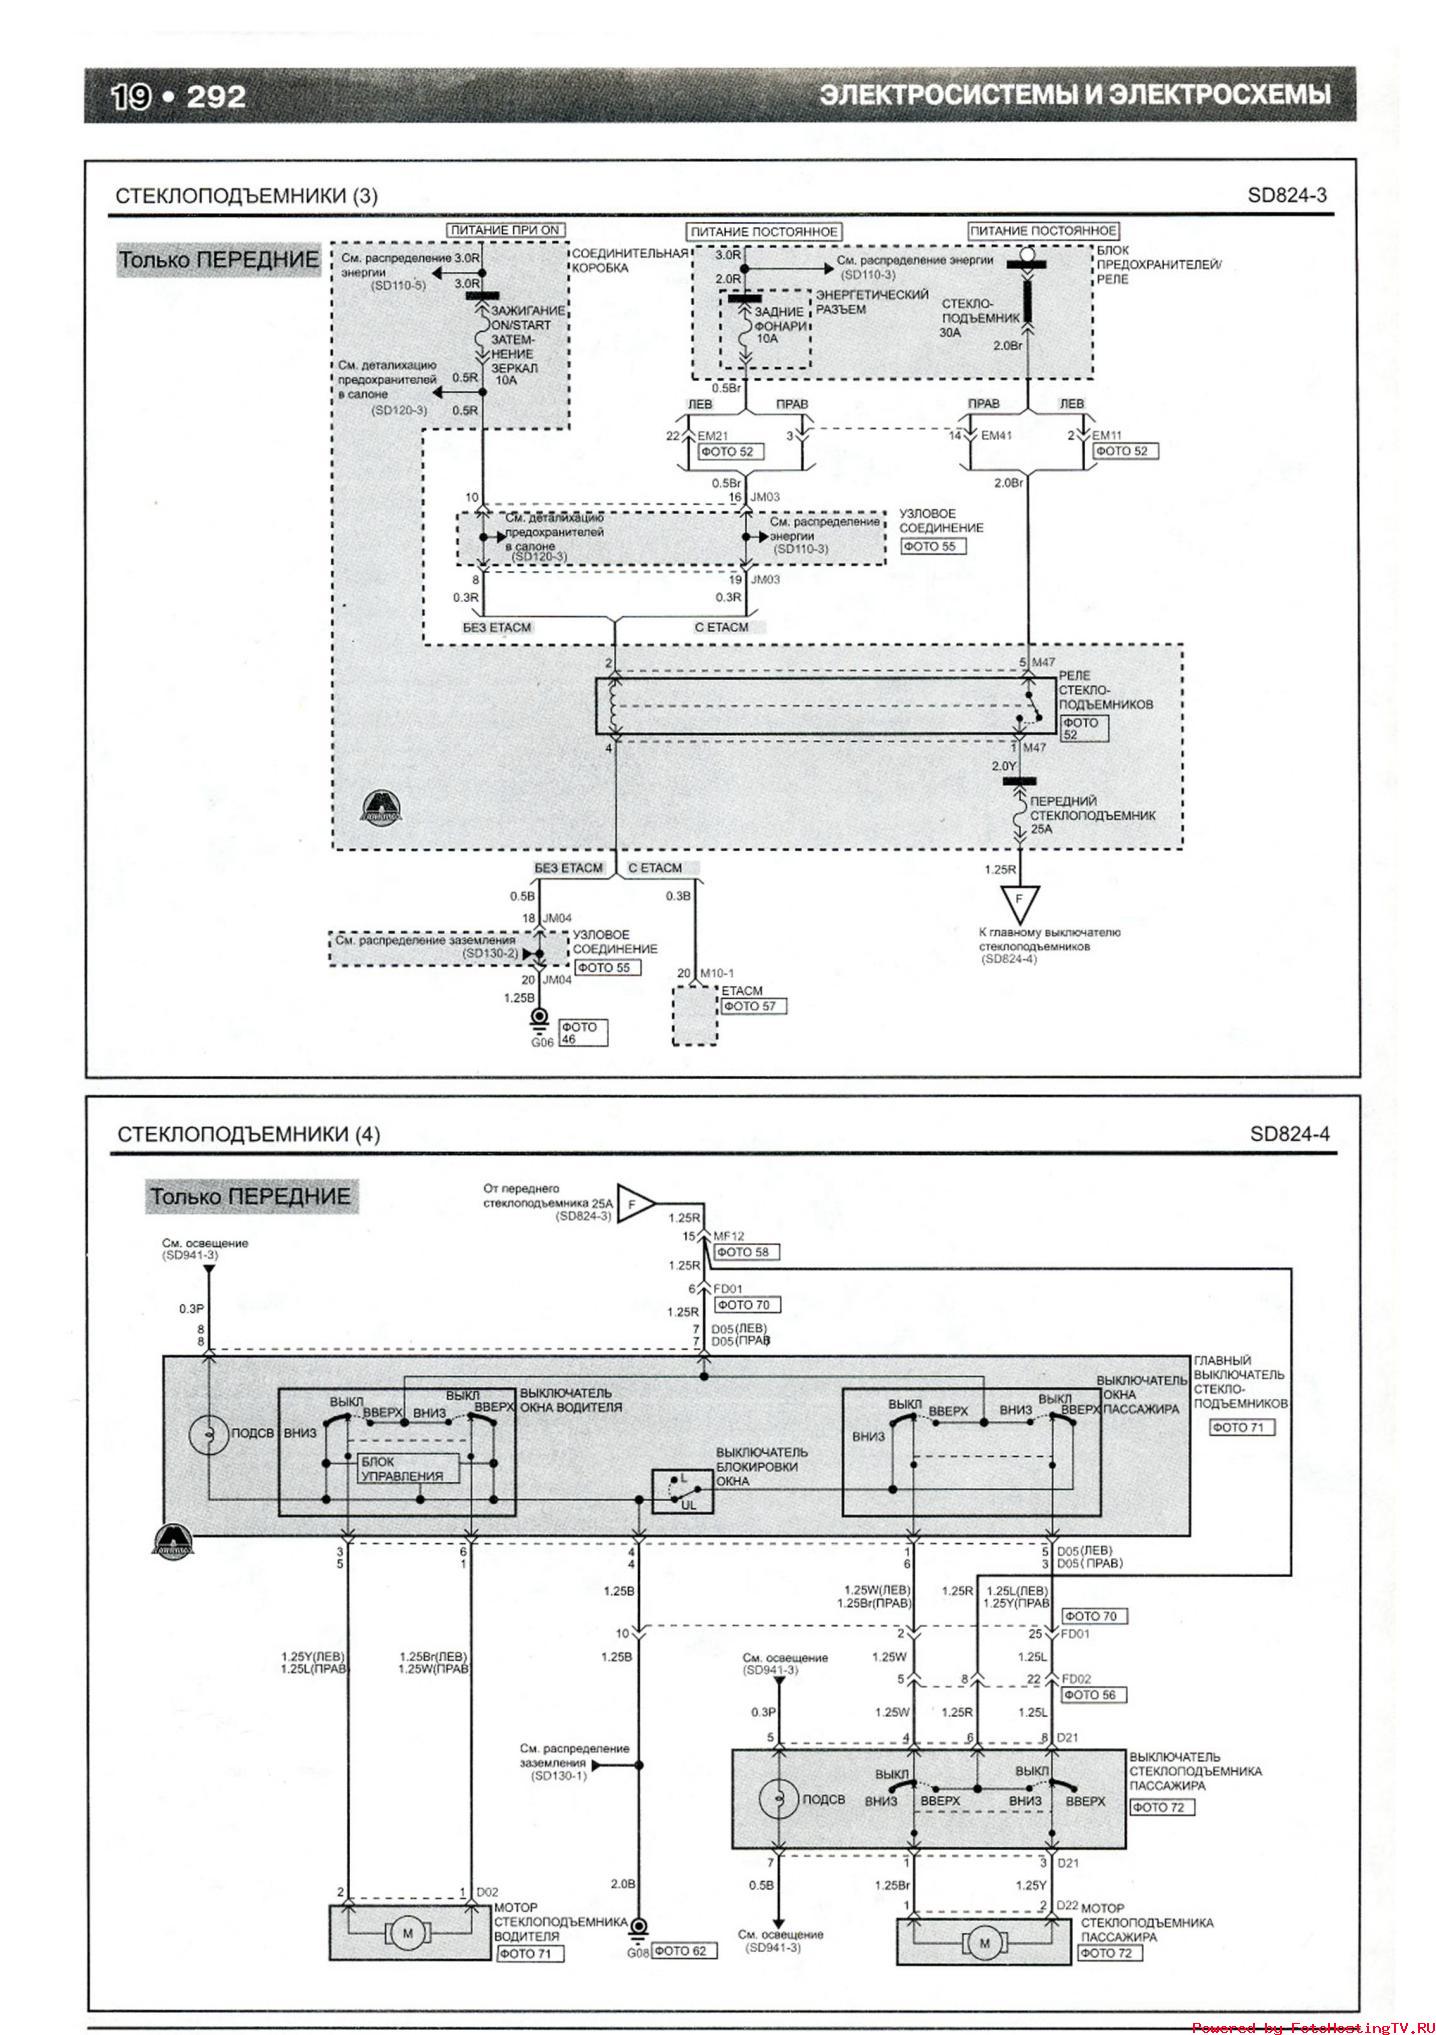 19 • 292
ЭЛЕКТРОСИСТЕМЫ И ЭЛЕКТРОСХЕМЫ
СТЕКЛОПОДЪЕМНИКИ (3)
SD824-3
Только ПЕРЕДНИЕ
ПИТАНИЕ ПРИ ON
ПИТАНИЕ ПОСТОЯННОЕ
ПИТАНИЕ ПОСТОЯННОЕ
См. распределение
энергии
(SD110-5)
3.0R
3.0R
СОЕДИНИТЕЛЬНАЯ
КОРОБКА
ЗАЖИГАНИЕ
ON/START
ЗАТЕМ-
НЕНИЕ
ЗЕРКАЛ
10А
См. деталихацию
предохранителей
в салоне
(SD120-3)
0.5R
0.5R
3.0R
2.0R
См. распределение энергии
(SD110-3)
ЭНЕРГЕТИЧЕСКИЙ
РАЗЪЕМ
ЗАДНИЕ
ФОНАРИ
10А
СТЕКЛО-
ПОДЪЕМНИК
30А
2.0Br
БЛОК
ПРЕДОХРАНИТЕЛЕЙ/
РЕЛЕ
0.5Br
ЛЕВ
ПРАВ
ПРАВ
ЛЕВ
22
EM21
ФОТО 52
3
14
EM41
2
EM11
ФОТО 52
0.5Br
2.0Br
10
16
JM03
См. деталихацию
предохранителей
в салоне
(SD120-3)
См. распределение
энергии
(SD110-3)
УЗЛОВОЕ
СОЕДИНЕНИЕ
ФОТО 55
8
19
JM03
0.3R
0.3R
БЕЗ ETACM
С ETACM
2
5
M47
РЕЛЕ
СТЕКЛО-
ПОДЪЕМНИКОВ
ФОТО
52
4
1
M47
2.0Y
ПЕРЕДНИЙ
СТЕКЛОПОДЪЕМНИК
25А
БЕЗ ETACM
С ETACM
1.25R
F
К главному выключателю
стеклоподъемников
(SD824-4)
0.5B
0.3B
18
JM04
См. распределение заземления
(SD130-2)
УЗЛОВОЕ
СОЕДИНЕНИЕ
ФОТО 55
20
JM04
1.25B
G06
ФОТО
46
20
M10-1
ETACM
ФОТО 57
СТЕКЛОПОДЪЕМНИКИ (4)
SD824-4
Только ПЕРЕДНИЕ
От переднего
стеклоподъемника 25А
(SD824-3)
F
1.25R
15
MF12
ФОТО 58
1.25R
6
FD01
ФОТО 70
1.25R
См. освещение
(SD941-3)
0.3P
8
8
7
D05(ЛЕВ)
7
D05(ПРАВ)
ГЛАВНЫЙ
ВЫКЛЮЧАТЕЛЬ
СТЕКЛО-
ПОДЪЕМНИКОВ
ФОТО 71
ПОДСВ
ВНИЗ
ВЫКЛ
ВВЕРХ
ВНИЗ
ВЫКЛ
ВВЕРХ
ВЫКЛЮЧАТЕЛЬ
ОКНА ВОДИТЕЛЯ
БЛОК
УПРАВЛЕНИЯ
ВЫКЛЮЧАТЕЛЬ
БЛОКИРОВКИ
ОКНА
L
UL
ВНИЗ
ВЫКЛ
ВВЕРХ
ВНИЗ
ВЫКЛ
ВВЕРХ
ВЫКЛЮЧАТЕЛЬ
ОКНА
ПАССАЖИРА
3
5
6
1
4
4
1
6
5
D05(ЛЕВ)
3
D05(ПРАВ)
1.25B
1.25W(ЛЕВ)
1.25Br(ПРАВ)
1.25R
1.25L(ЛЕВ)
1.25Y(ПРАВ
ФОТО 70
10
2
25
FD01
1.25Y(ЛЕВ)
1.25L(ПРАВ
1.25Br(ЛЕВ)
1.25W(ПРАВ
1.25B
См. освещение
(SD941-3)
1.25W
1.25L
5
8
22
FD02
ФОТО 56
0.3P
1.25W
1.25R
1.25L
5
4
6
8
D21
См. распределение
заземления
(SD130-1)
ПОДСВ
ВЫКЛ
ВНИЗ
ВВЕРХ
ВЫКЛ
ВНИЗ
ВВЕРХ
ВЫКЛЮЧАТЕЛЬ
СТЕКЛОПОДЪЕМНИКА
ПАССАЖИРА
ФОТО 72
7
1
3
D21
2.0B
0.5B
1.25Br
1.25Y
2
1
D02
М
МОТОР
СТЕКЛОПОДЪЕМНИКА
ВОДИТЕЛЯ
ФОТО 71
G08
ФОТО 62
См. освещение
(SD941-3)
1
2
D22
М
МОТОР
СТЕКЛОПОДЪЕМНИКА
ПАССАЖИРА
ФОТО 72
Powered by FotoHostingTV.RU